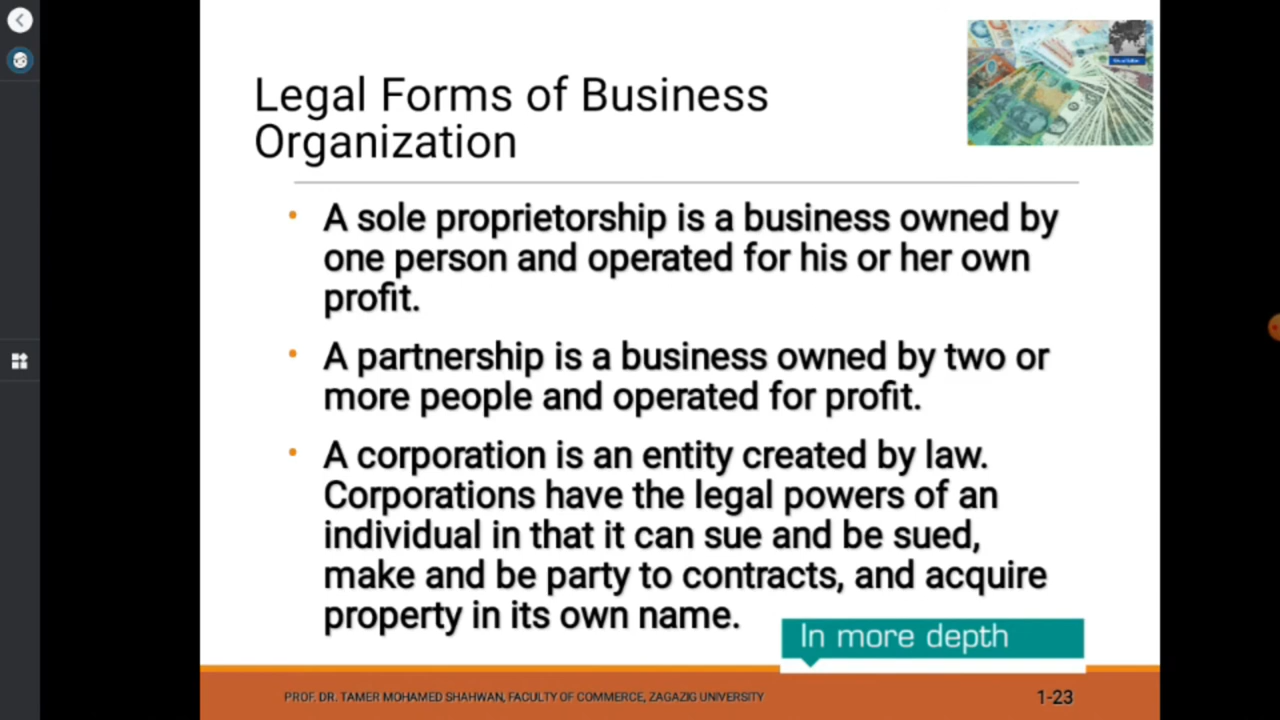 Legal Forms of Business
Organization
• A sole proprietorship is a business owned by
one person and operated for his or her own
profit.
• A partnership is a business owned by two or
more people and operated for profit.
• A corporation is an entity created by law.
Corporations have the legal powers of an
individual in that it can sue and be sued,
make and be party to contracts, and acquire
property in its own name.
In more depth
PROF. DR. TAMER MOHAMED SHAHWAN, FACULTY OF COMMERCE, ZAGAZIG UNIVERSITY
1-23